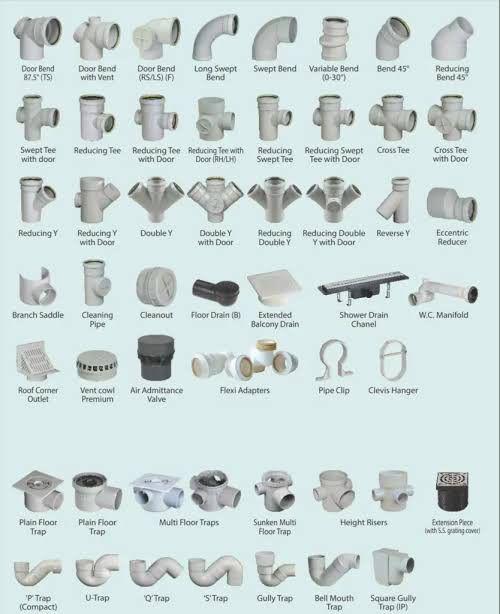 Door Bend
87.5° (TS)
Door Bend
with Vent
Door Bend
(RS/LS) (F)
Long Swept
Bend
Swept Bend
Variable Bend
(0-30°)
Bend 45°
Reducing
Bend 45°
Swept Tee
with door
Reducing Tee
Reducing Tee
with Door
Reducing Tee with
Door (RH/LH)
Reducing
Swept Tee
Reducing Swept
Tee with Door
Cross Tee
Cross Tee
with Door
Reducing Y
Reducing Y
with Door
Double Y
Double Y
with Door
Reducing
Double Y
Reducing Double
Y with Door
Reverse Y
Eccentric
Reducer
Branch Saddle
Cleaning
Pipe
Cleanout
Floor Drain (B)
Extended
Balcony Drain
Shower Drain
Chanel
W.C. Manifold
Roof Corner
Outlet
Vent cowl
Premium
Air Admittance
Valve
Flexi Adapters
Pipe Clip
Clevis Hanger
Plain Floor
Trap
Plain Floor
Trap
Multi Floor Traps
Sunken Multi
Floor Trap
Height Risers
Extension Piece
(with S.S. grating cover)
'P' Trap
(Compact)
U-Trap
'Q' Trap
'S' Trap
Gully Trap
Bell Mouth
Trap
Square Gully
Trap (IP)